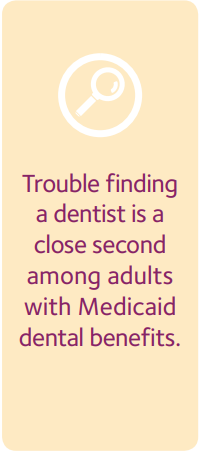 Trouble finding
a dentist is a
close second
among adults
with Medicaid
dental benefits.